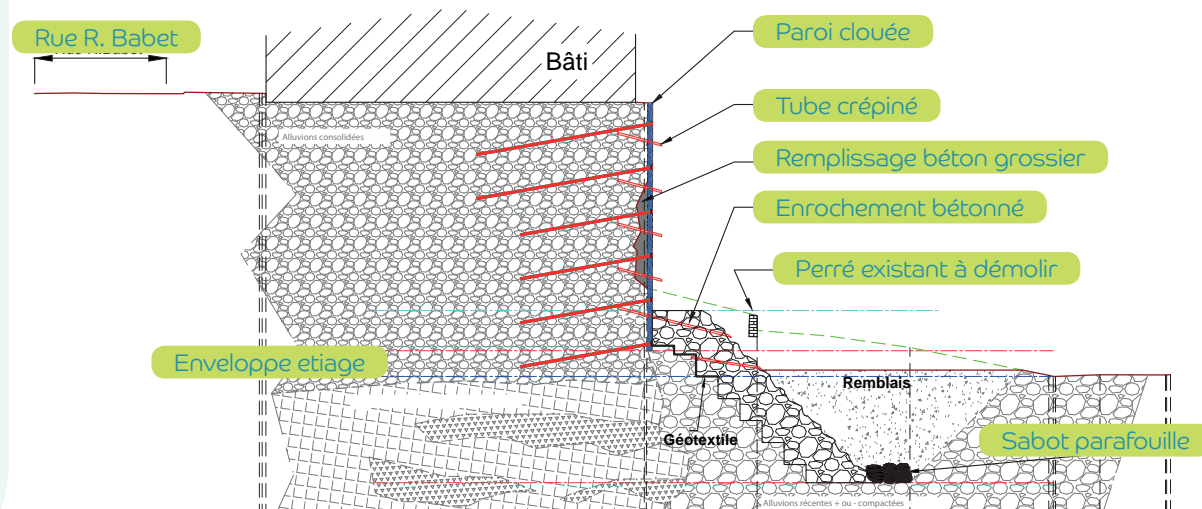 Rue R. Babet
Bâti
Paroi clouée
Alluvions consolidées
Tube crépiné
Remplissage béton grossier
Enrochement bétonné
Perré existant à démolir
Enveloppe etiage
Remblais
Géotextile
Sabot parafouille
Alluvions récentes + ou - compactées